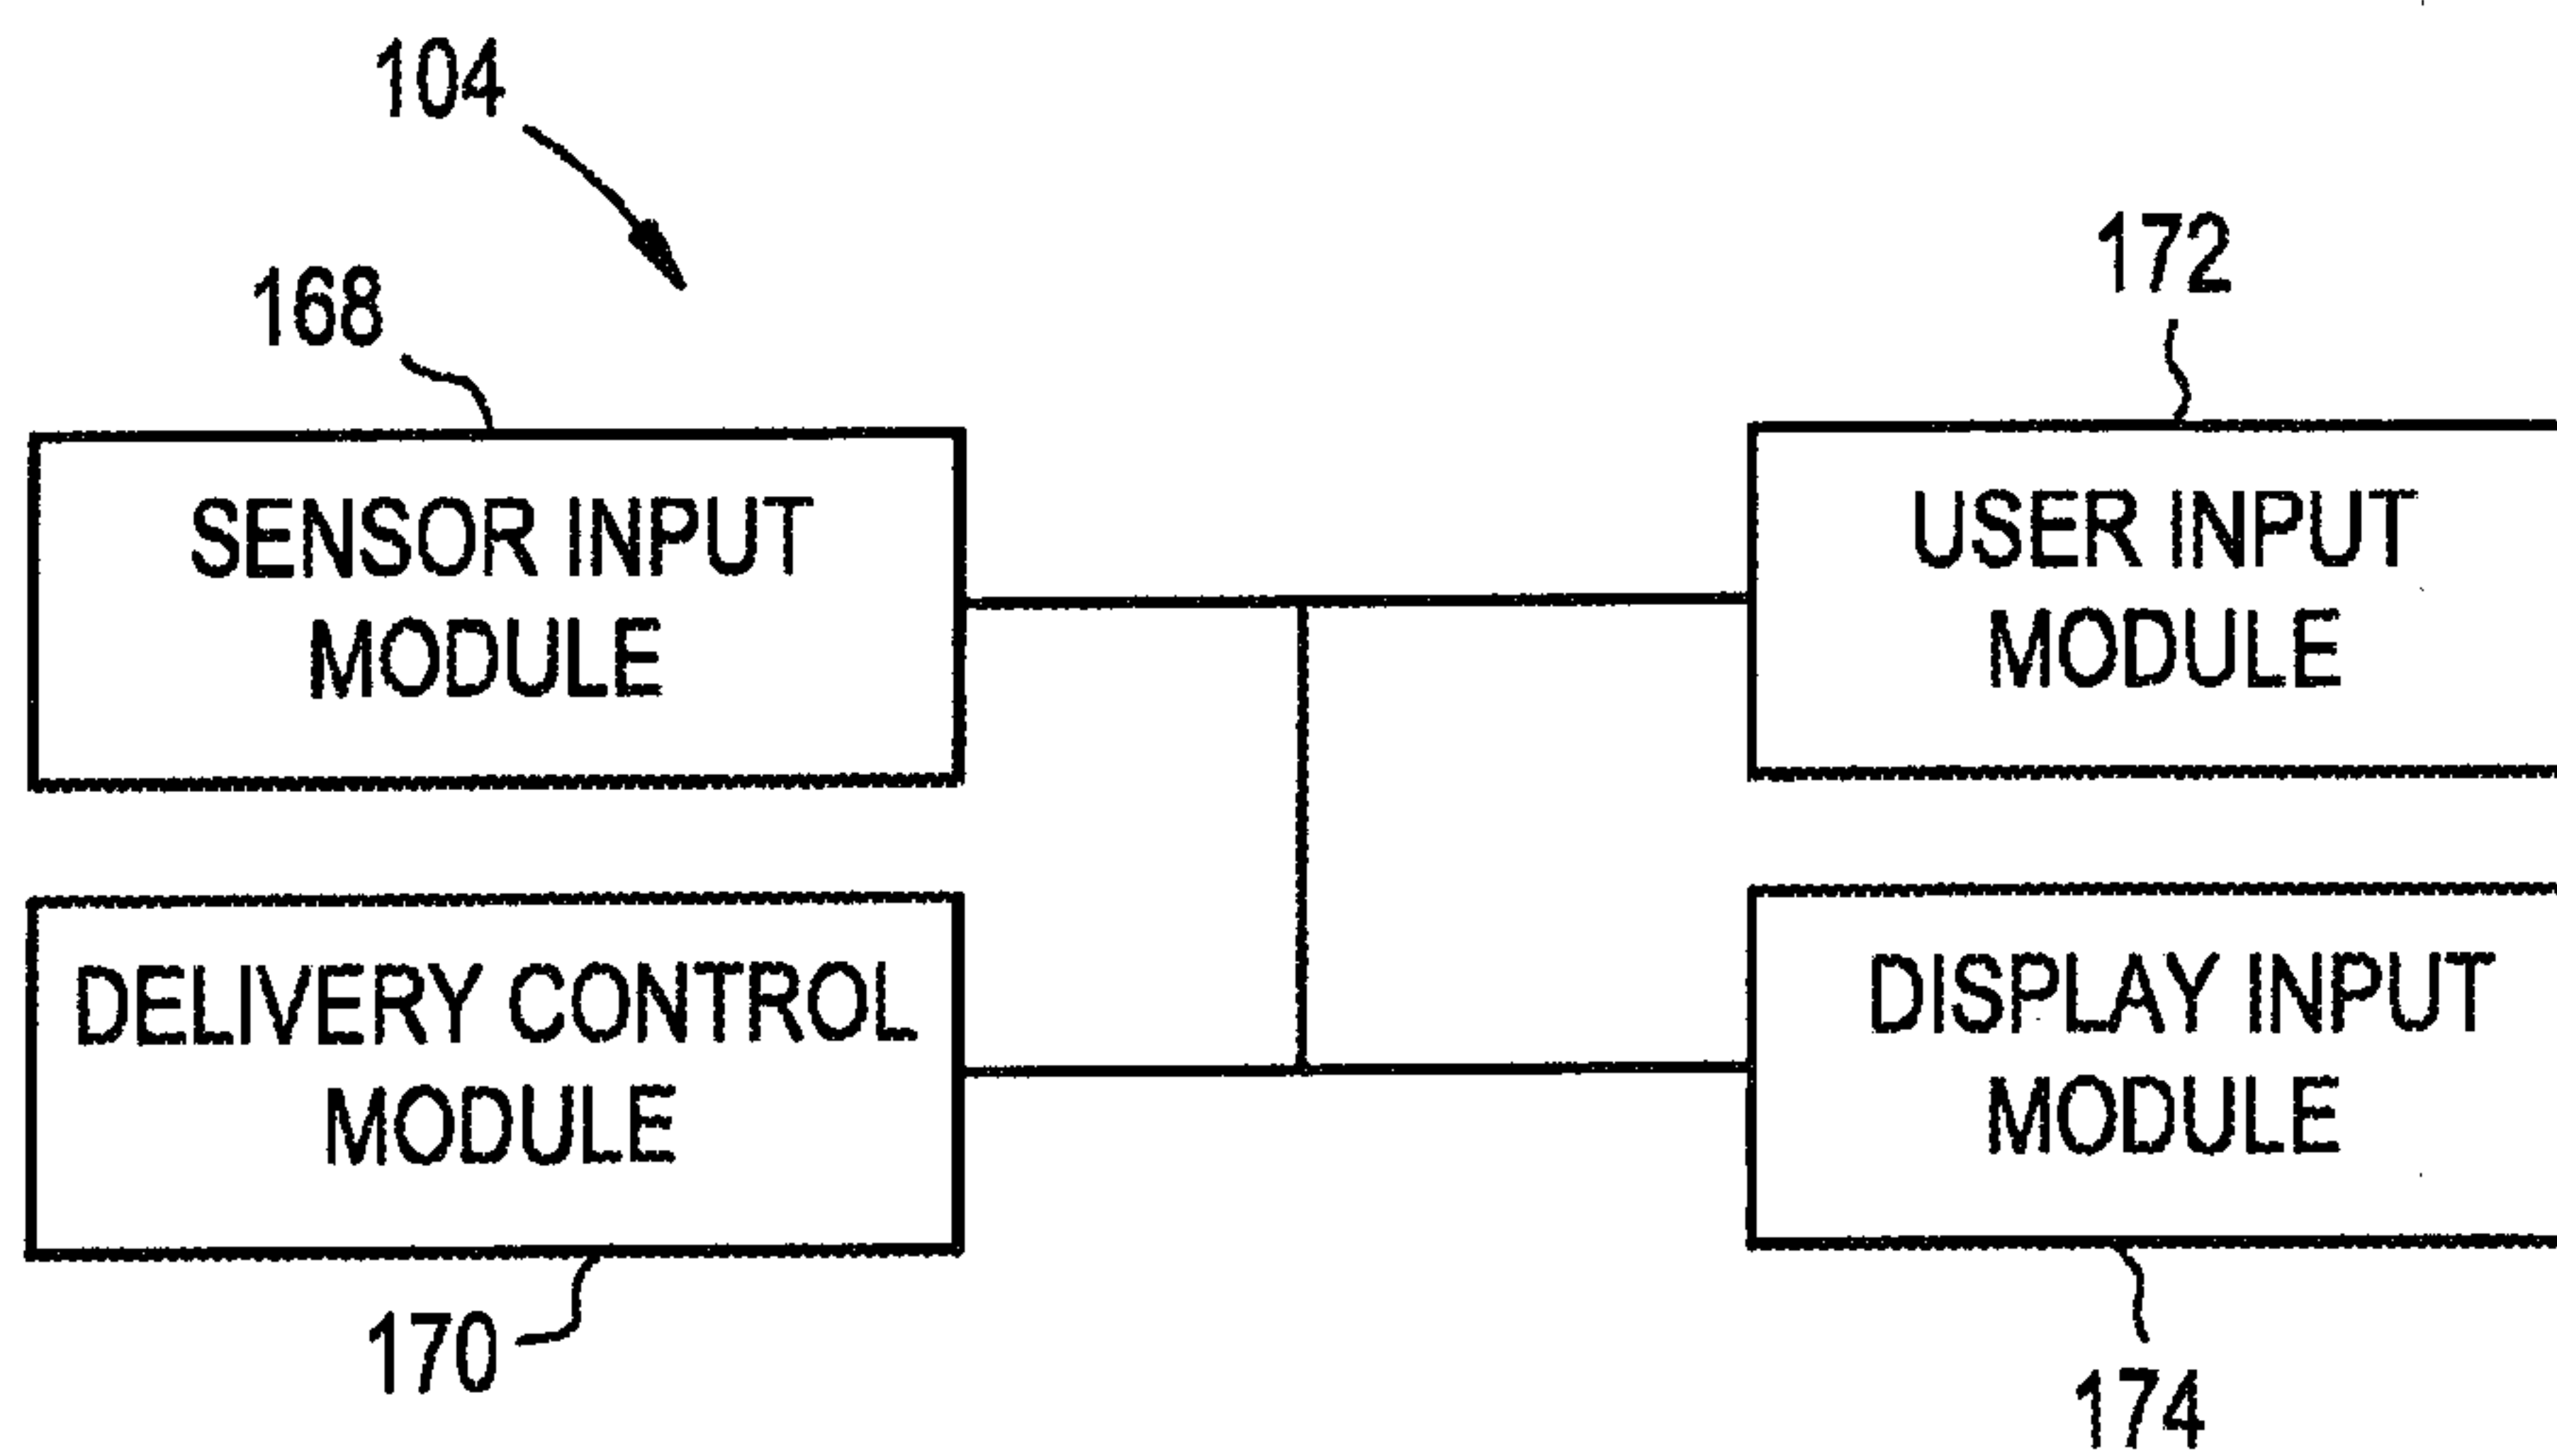 104
168
172
SENSOR INPUT
MODULE
USER INPUT
MODULE
DELIVERY CONTROL
MODULE
DISPLAY INPUT
MODULE
170
174